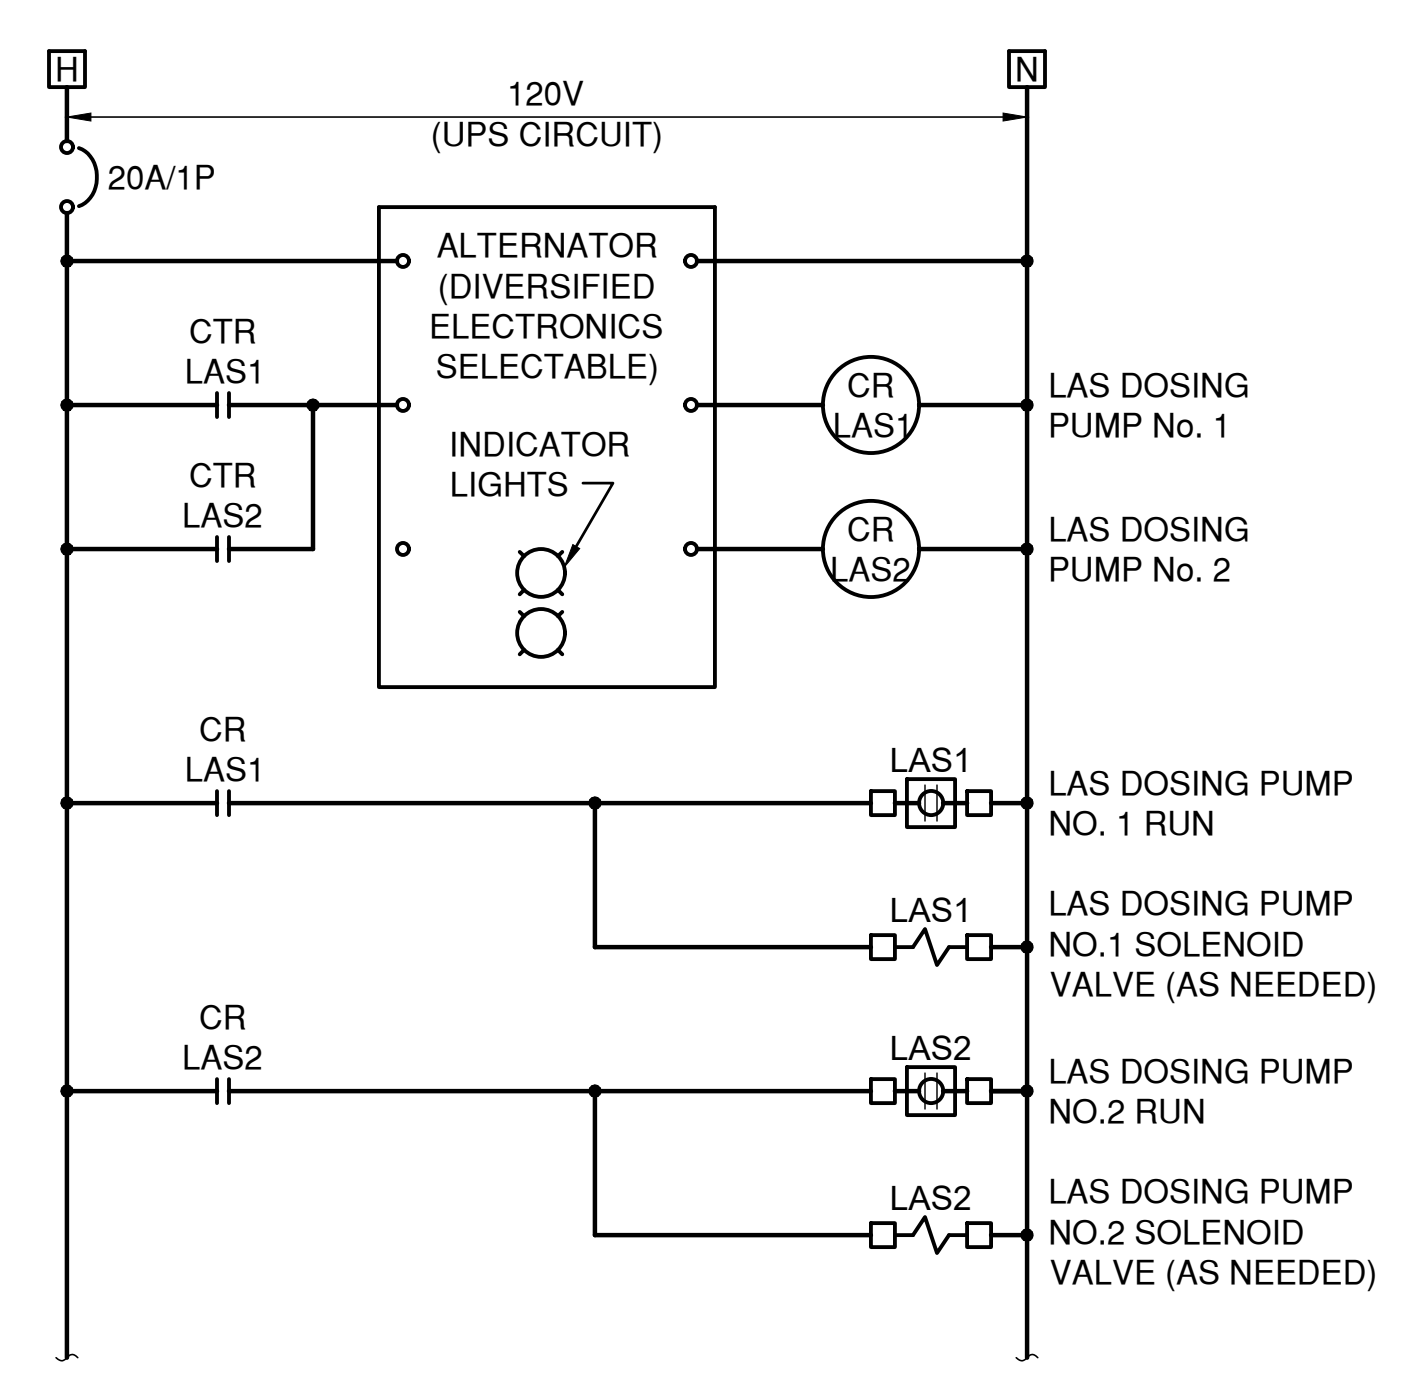 H
N
120V
(UPS CIRCUIT)
20A/1P
ALTERNATOR
(DIVERSIFIED
ELECTRONICS
SELECTABLE)
CTR
LAS1
CR
LAS1
LAS DOSING
PUMP No. 1
INDICATOR
LIGHTS
CTR
LAS2
CR
LAS2
LAS DOSING
PUMP No. 2
CR
LAS1
LAS1
LAS DOSING PUMP
NO. 1 RUN
LAS1
LAS DOSING PUMP
NO.1 SOLENOID
VALVE (AS NEEDED)
CR
LAS2
LAS2
LAS DOSING PUMP
NO.2 RUN
LAS2
LAS DOSING PUMP
NO.2 SOLENOID
VALVE (AS NEEDED)